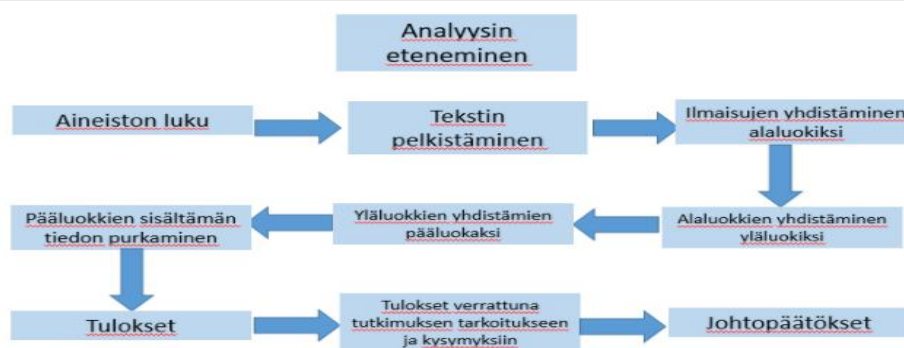 Analyysin
eteneminen
Aineiston luku
Tekstin
pelkistäminen
Ilmaisujen yhdistäminen
alaluokiksi
Alaluokkien yhdistäminen
yläluokiksi
Yläluokkien yhdistämien
pääluokaksi
Pääluokkien sisältämän
tiedon purkaminen
Tulokset
Tulokset verrattuna
tutkimuksen tarkoitukseen
ja kysymyksiin
Johtopäätökset